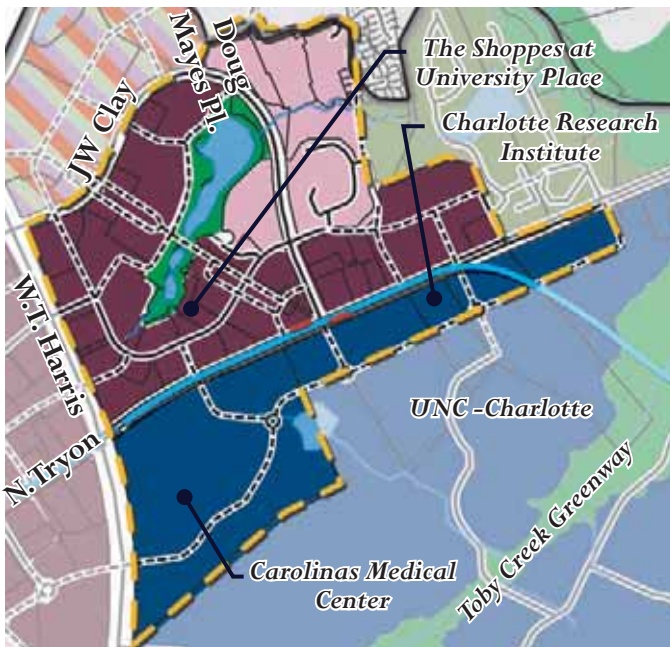 Doug
Mayes Pl.
The Shoppes at
University Place
JW Clay
Charlotte Research
Institute
W.T. Harris
UNC -Charlotte
N. Tryon
Carolinas Medical
Center
Toby Creek Greenway